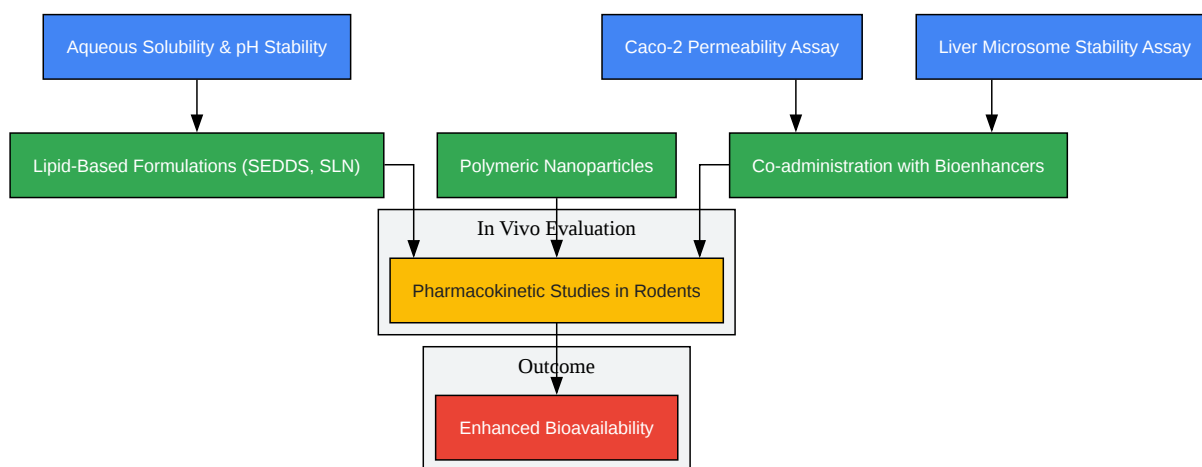 Aqueous Solubility & pH Stability
Caco-2 Permeability Assay
Liver Microsome Stability Assay
Lipid-Based Formulations (SEDDS, SLN)
Polymeric Nanoparticles
Co-administration with Bioenhancers
In Vivo Evaluation
Pharmacokinetic Studies in Rodents
Outcome
Enhanced Bioavailability